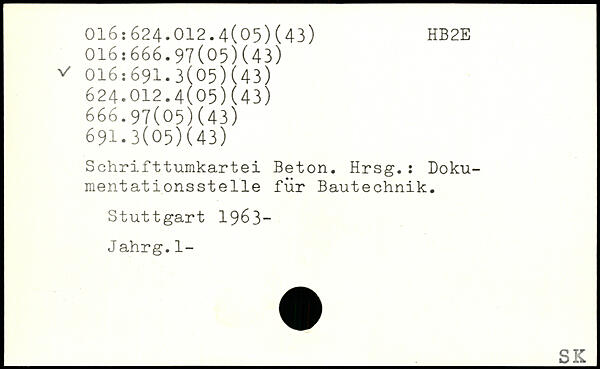 016:624.012.4(05)(43) HB2E
016:666.97(05)(43)
✓ 016:691.3(05)(43)
624.012.4(05)(43)
666.97(05)(43)
691.3(05)(43)
Schrifttumkartei Beton. Hrsg.: Doku-
mentationsstelle für Bautechnik.
Stuttgart 1963-
Jahrg.1-
SK